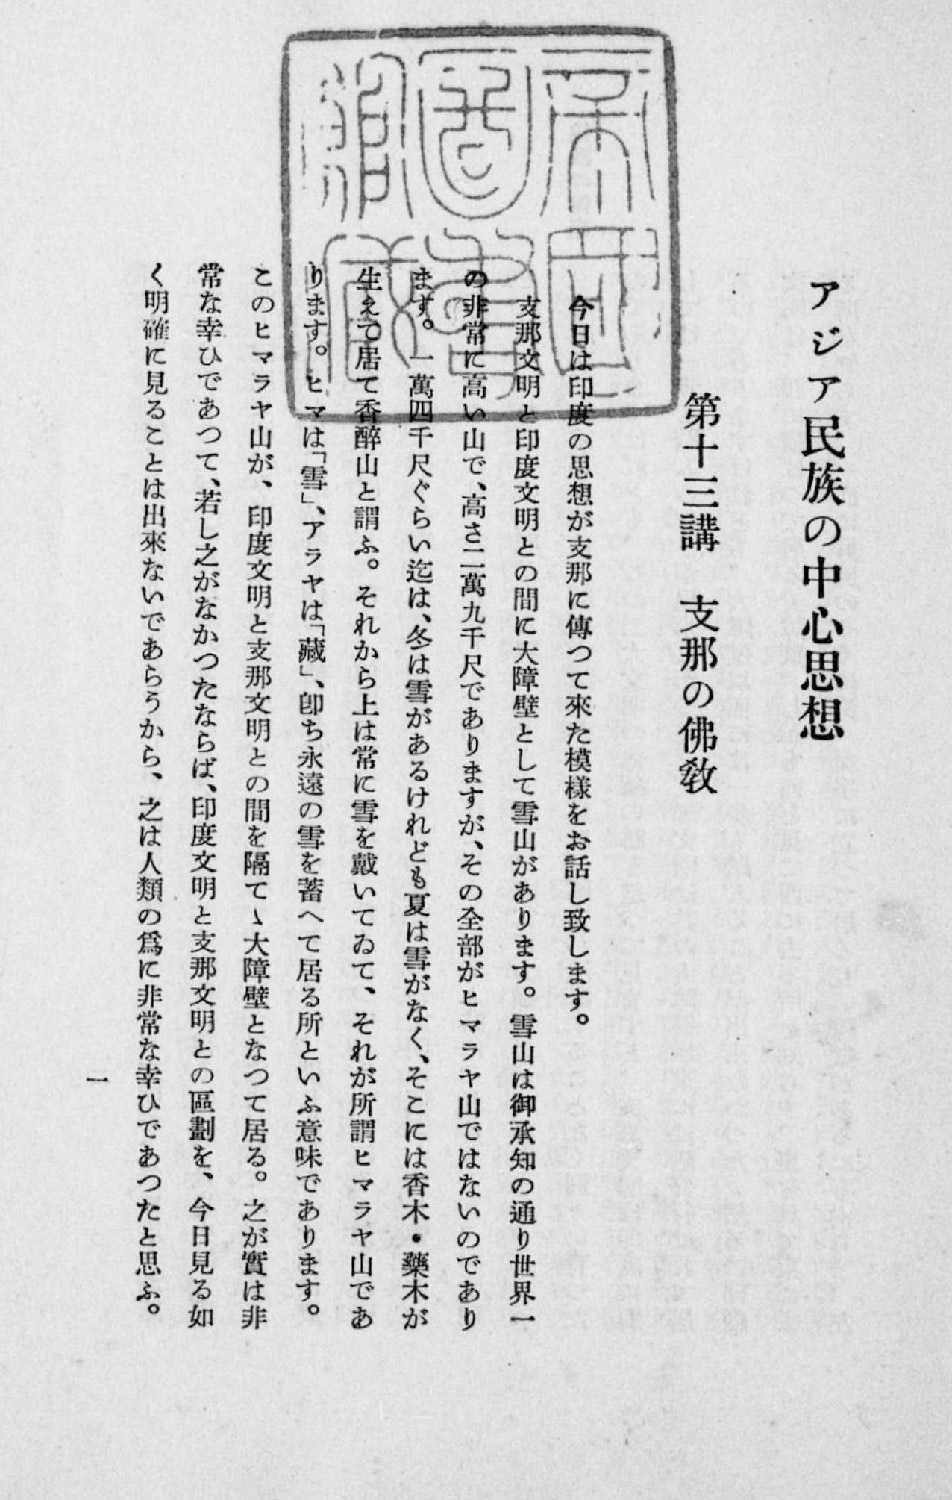 アジア民族の中心思想
第十三講　支那の佛敎
今日は印度の思想が支那に傳つて來た模樣をお話し致します。
支那文明と印度文明との間に大障壁として雪山があります。雪山は御承知の通り世界一
の非常に高い山で、高さ二萬九千尺でありますが、その全部がヒマラヤ山ではないのであり
ます。一萬四千尺ぐらい迄は、冬は雪があるけれども夏は雪がなく、そこには香木・藥木が
生えて居て香醉山と謂ふ。それから上は常に雪を戴いてゐて、それが所謂ヒマラヤ山であ
ります。ヒマは「雪」、アラヤは「藏」、卽ち永遠の雪を蓄へて居る所といふ意味であります。
このヒマラヤ山が、印度文明と支那文明との間を隔てゝ大障壁となつて居る。之が實は非
常な幸ひであつて、若し之がなかつたならば、印度文明と支那文明との區劃を、今日見る如
く明確に見ることは出來ないであらうから、之は人類の爲に非常な幸ひであつたと思ふ。
一
帝國圖書館藏